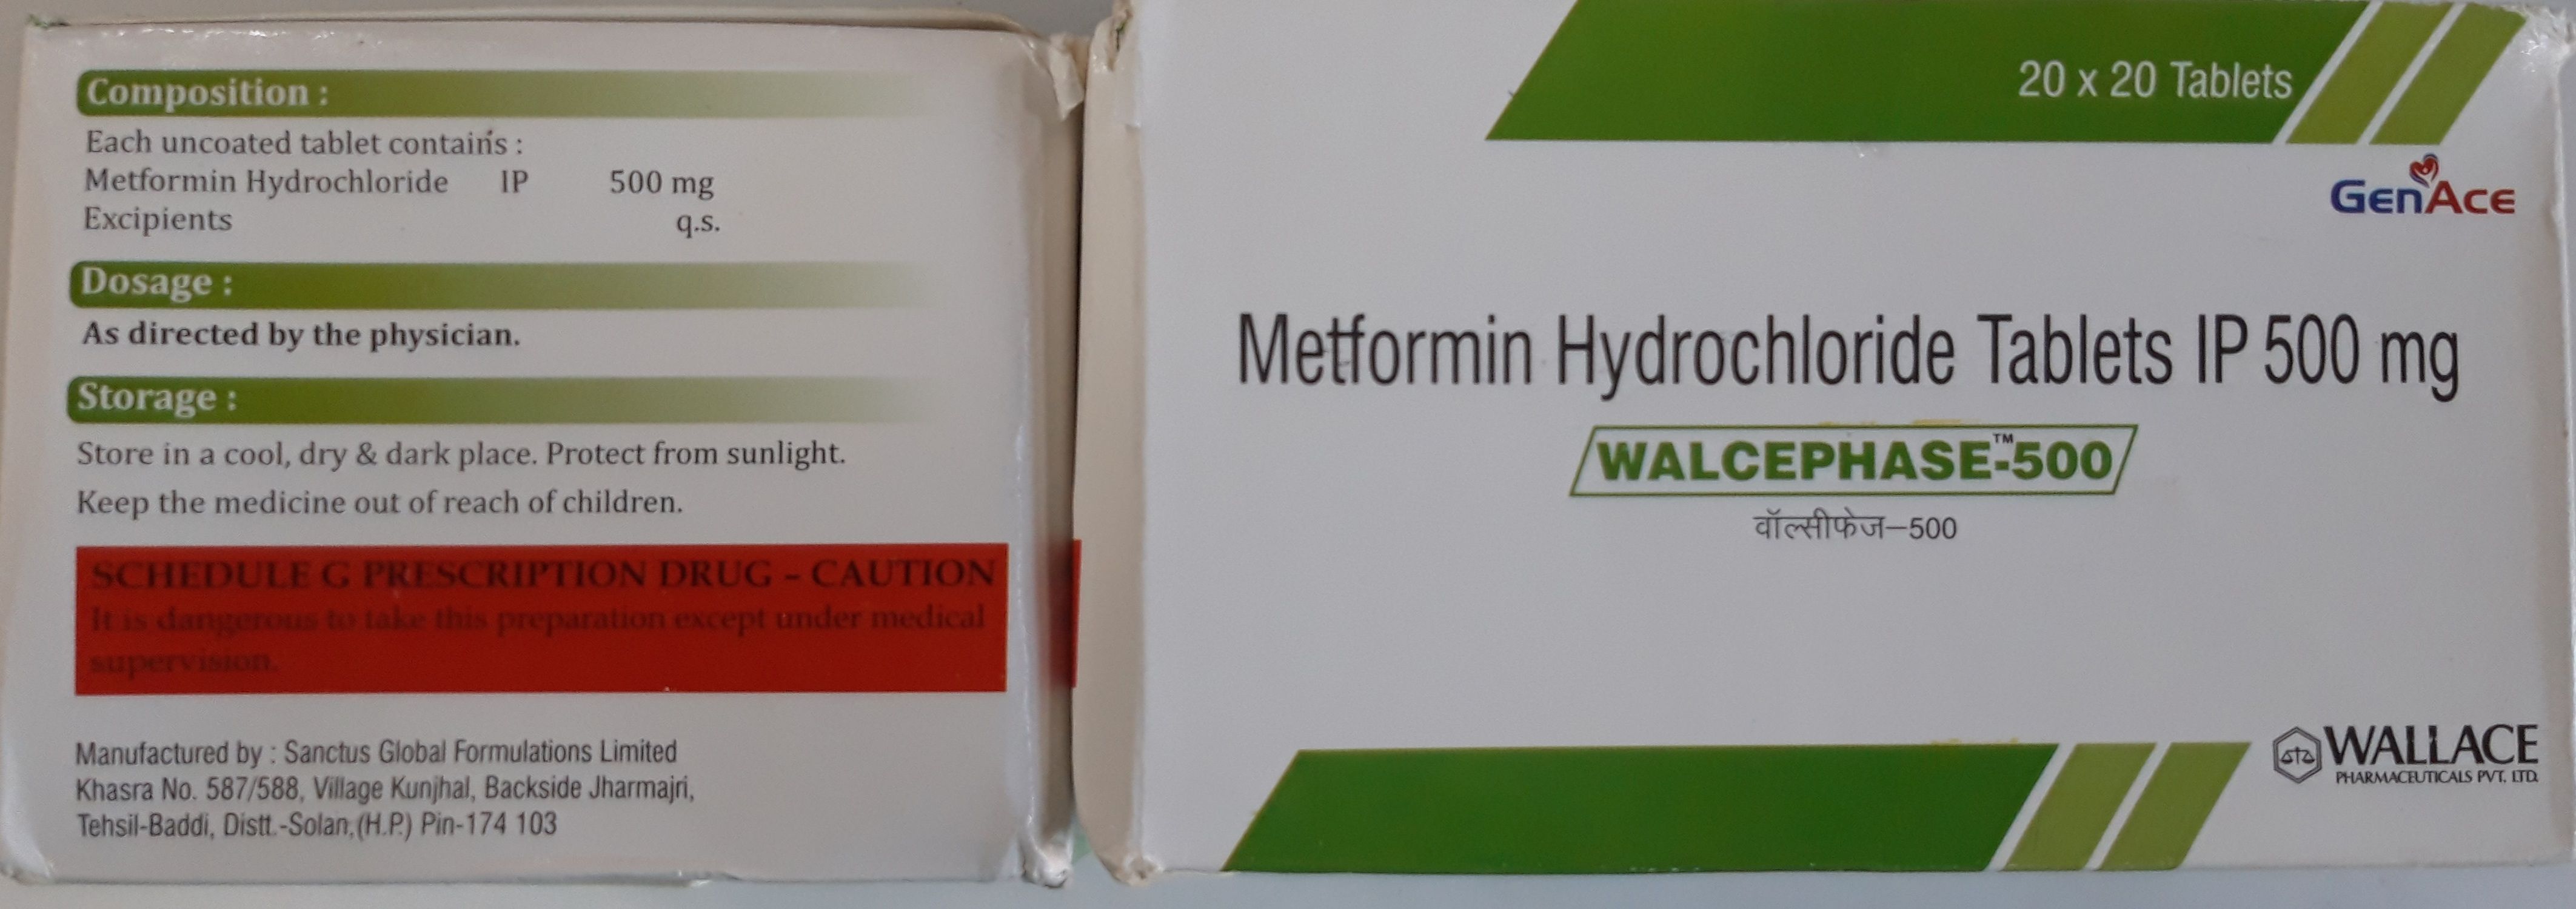 Composition :
Each uncoated tablet contains :
Metformin Hydrochloride IP 500 mg
Excipients q.s.
Dosage :
As directed by the physician.
Storage :
Store in a cool, dry & dark place. Protect from sunlight.
Keep the medicine out of reach of children.
SCHEDULE G PRESCRIPTION DRUG - CAUTION
It is dangerous to take this preparation except under medical
supervision.
Manufactured by : Sanctus Global Formulations Limited
Khasra No. 587/588, Village Kunjhal, Backside Jharmajri,
Tehsil-Baddi, Distt.-Solan,(H.P.) Pin-174 103
20 x 20 Tablets
GenAce
Metformin Hydrochloride Tablets IP 500 mg
WALCEPHASE™-500
वॉल्सीफेज–500
WALLACE
PHARMACEUTICALS PVT. LTD.